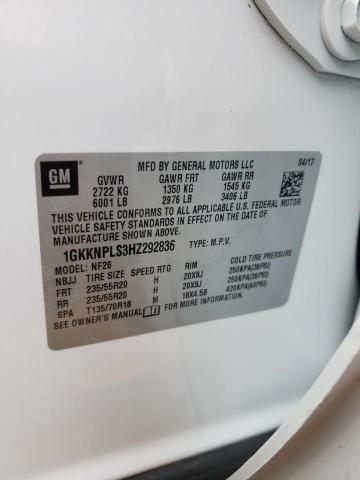 GM
MFD BY GENERAL MOTORS LLC 04/17
GVWR GAWR FRT GAWR RR
2722 KG 1350 KG 1545 KG
6001 LB 2976 LB 3406 LB
THIS VEHICLE CONFORMS TO ALL APPLICABLE U.S. FEDERAL MOTOR
VEHICLE SAFETY STANDARDS IN EFFECT ON THE DATE OF
MANUFACTURE SHOWN ABOVE.
1GKKNPLS3HZ292836 TYPE: M.P.V.
MODEL: NF26
NBJJ TIRE SIZE SPEED RTG RIM COLD TIRE PRESSURE
FRT 235/55R20 H 20X8J 250KPA(36PSI)
RR 235/55R20 H 20X8J 250KPA(36PSI)
SPA T135/70R18 M 18X4.5B 420KPA(60PSI)
SEE OWNER'S MANUAL FOR MORE INFORMATION